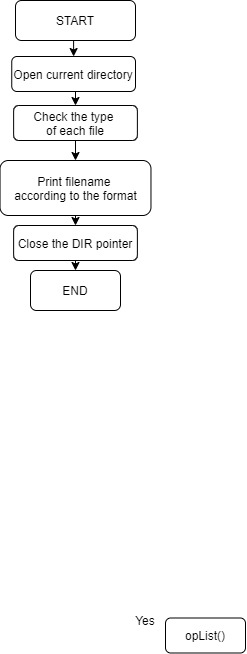 START
Open current directory
Check the type
of each file
Print filename
according to the format
Close the DIR pointer
END
Yes
opList()